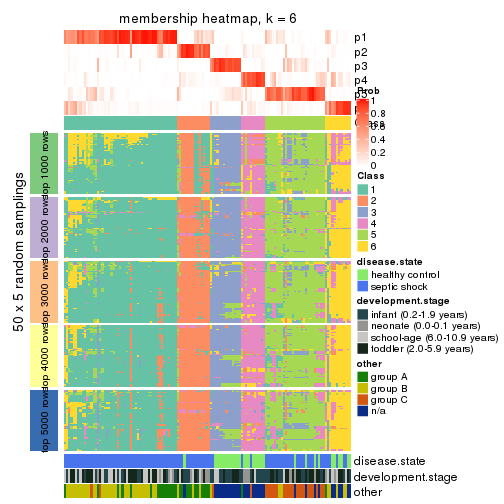 membership heatmap, k = 6
p1
p2
p3
p4
Prob
1
0.8
0.6
0.4
0.2
0
Class
1
2
3
4
5
6
disease.state
healthy control
septic shock
development.stage
infant (0.2-1.9 years)
neonate (0.0-0.1 years)
school-age (6.0-10.9 years)
toddler (2.0-5.9 years)
other
group A
group B
group C
n/a
50 x 5 random samplings
top 1000 rows
top 2000 rows
top 3000 rows
top 4000 rows
top 5000 rows
disease.state
development.stage
other